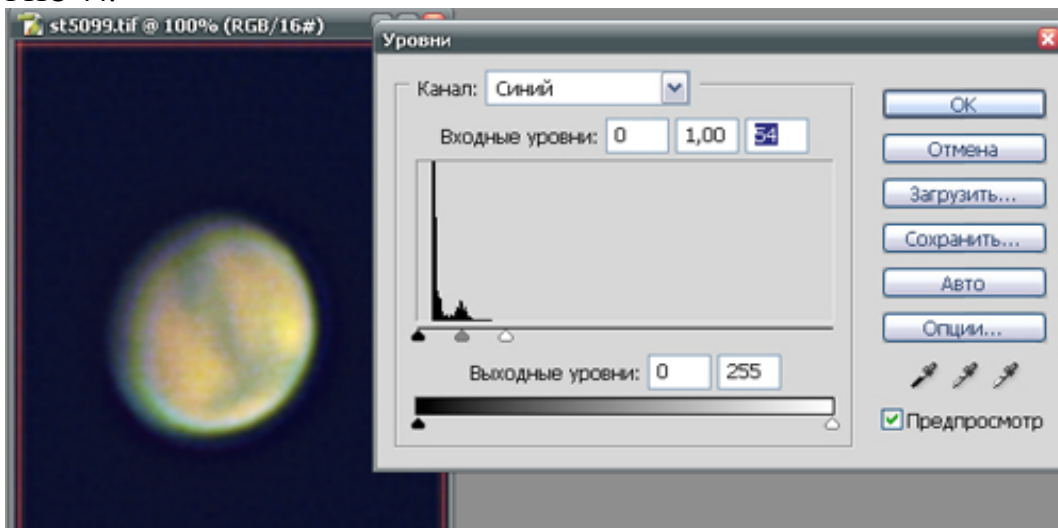 st5099.tif @ 100% (RGB/16#)
Уровни
Канал: Синий
Входные уровни: 0 1,00 54
Выходные уровни: 0 255
OK
Отмена
Загрузить...
Сохранить...
Авто
Опции...
Предпросмотр